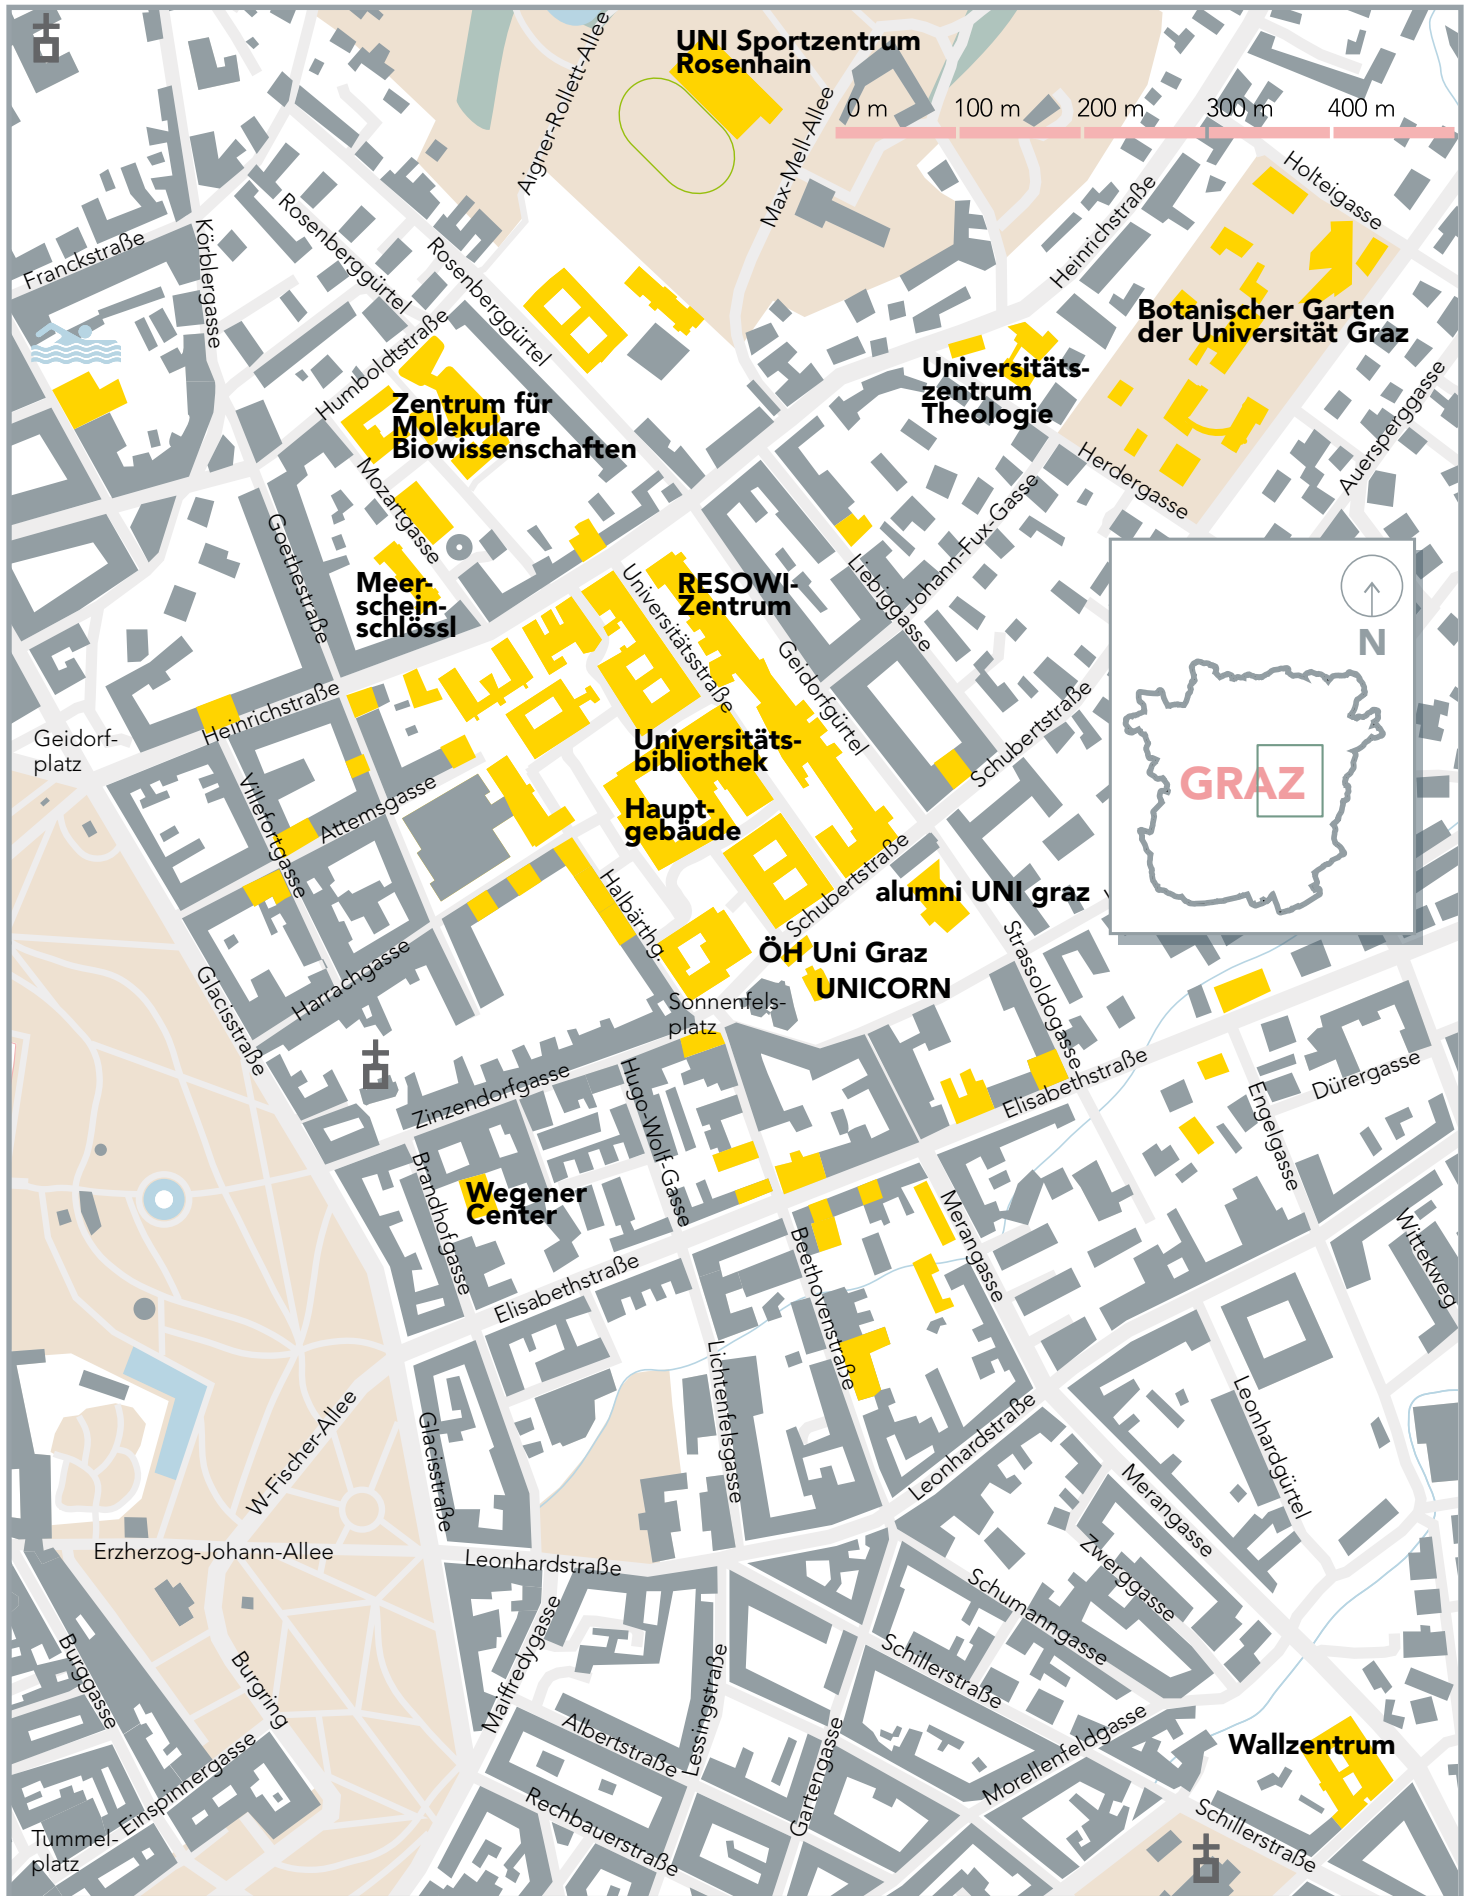 UNI Sportzentrum
Rosenhain
0 m 100 m 200 m 300 m 400 m
Aigner-Rollett-Allee
Max-Mell-Allee
Holteigasse
Heinrichstraße
Franckstraße
Körblergasse
Rosenberggürtel
Rosenberggürtel
Humboldtstraße
Botanischer Garten
der Universität Graz
Universitäts-
zentrum
Theologie
Zentrum für
Molekulare
Biowissenschaften
Auersperggasse
Herdergasse
Mozartgasse
Goethestraße
Johann-Fux-Gasse
Liebiggasse
Meer-
schein-
schlössl
RESOWI-
Zentrum
Universitätsstraße
Geidorfgürtel
N
Heinrichstraße
Geidorf-
platz
Schubertstraße
Universitäts-
bibliothek
Villefortgasse
Attemsgasse
GRAZ
Haupt-
gebäude
Schubertstraße
alumni UNI graz
Halbärthg.
ÖH Uni Graz
UNICORN
Harrachgasse
Glacisstraße
Sonnenfels-
platz
Strassoldogasse
Elisabethstraße
Zinzendorfgasse
Hugo-Wolf-Gasse
Dürergasse
Engelgasse
Brandhofgasse
Wegener
Center
Merangasse
Wittekweg
Elisabethstraße
Beethovenstraße
Lichtenfelsgasse
W-Fischer-Allee
Glacisstraße
Leonhardstraße
Leonhardgürtel
Merangasse
Erzherzog-Johann-Allee
Leonhardstraße
Zwerggasse
Schumanngasse
Schillerstraße
Burggasse
Burgring
Maiffredygasse
Lessingstraße
Albertstraße
Gartengasse
Morellenfeldgasse
Wallzentrum
Einspinnergasse
Rechbauerstraße
Schillerstraße
Tummel-
platz